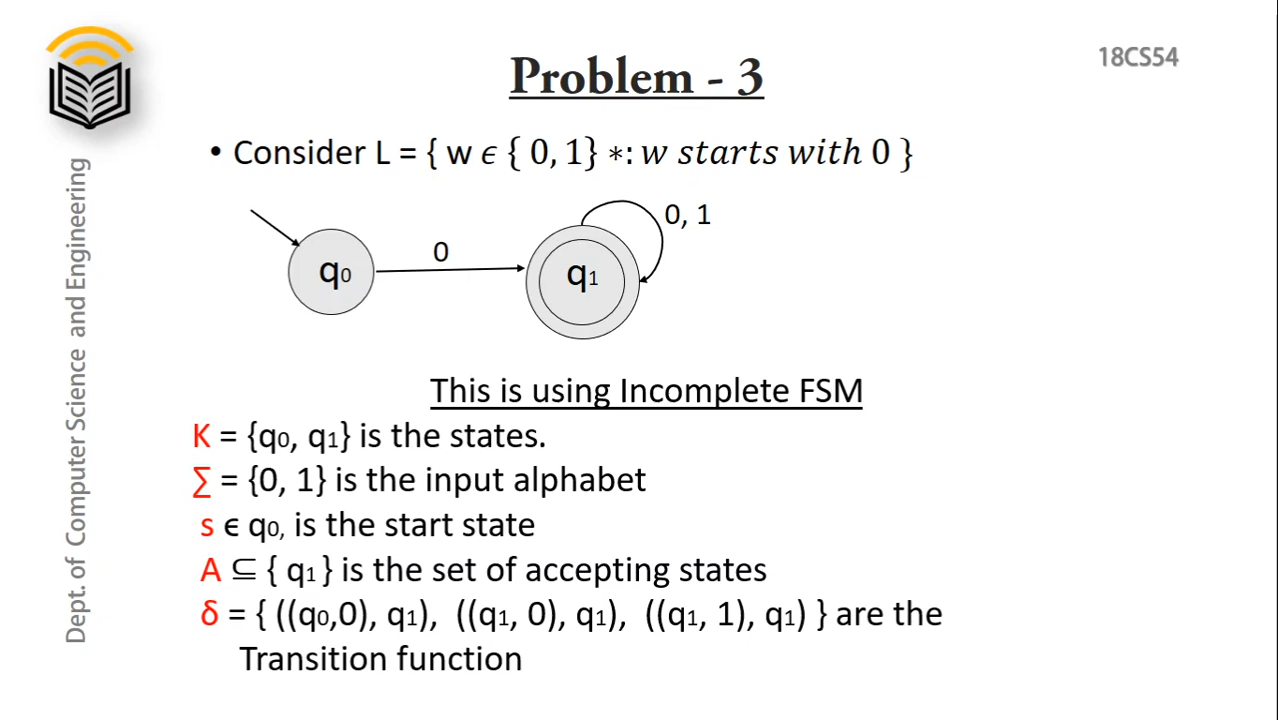 18CS54
Problem - 3
• Consider L = { w ϵ { 0, 1} ∗: w starts with 0 }
0, 1
0
q0
q1
This is using Incomplete FSM
K = {q0, q1} is the states.
∑ = {0, 1} is the input alphabet
s ϵ q0, is the start state
A ⊆ { q1 } is the set of accepting states
δ = { ((q0,0), q1), ((q1, 0), q1), ((q1, 1), q1) } are the
Transition function
Dept. of Computer Science and Engineering